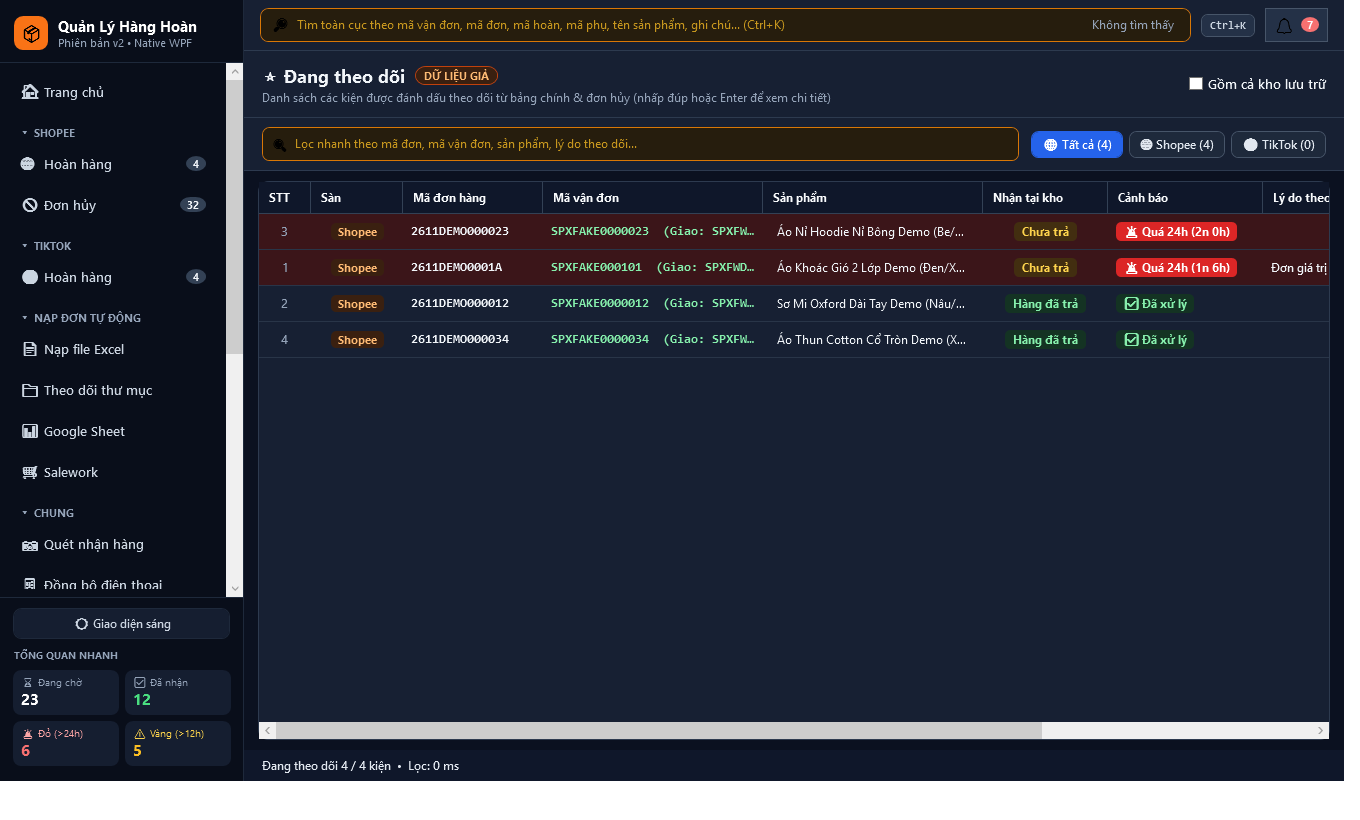 Quản Lý Hàng Hoàn
Phiên bản v2 • Native WPF
Trang chủ
SHOPEE
Hoàn hàng 4
Đơn hủy 32
TIKTOK
Hoàn hàng 4
NẠP ĐƠN TỰ ĐỘNG
Nạp file Excel
Theo dõi thư mục
Google Sheet
Salework
CHUNG
Quét nhận hàng
Đồng bộ điện thoại
Giao diện sáng
TỔNG QUAN NHANH
Đang chờ
23
Đã nhận
12
Đỏ (>24h)
6
Vàng (>12h)
5
Tìm toàn cục theo mã vận đơn, mã đơn, mã hoàn, mã phụ, tên sản phẩm, ghi chú... (Ctrl+K) Không tìm thấy Ctrl+K 7
Đang theo dõi DỮ LIỆU GIẢ
Danh sách các kiện được đánh dấu theo dõi từ bảng chính & đơn hủy (nhấp đúp hoặc Enter để xem chi tiết)
Gồm cả kho lưu trữ
Lọc nhanh theo mã đơn, mã vận đơn, sản phẩm, lý do theo dõi... Tất cả (4) Shopee (4) TikTok (0)
STT Sàn Mã đơn hàng Mã vận đơn Sản phẩm Nhận tại kho Cảnh báo Lý do theo
3 Shopee 2611DEMO000023 SPXFAKE0000023 (Giao: SPXFW… Áo Nỉ Hoodie Nỉ Bông Demo (Be/... Chưa trả Quá 24h (2n 0h)
1 Shopee 2611DEMO0001A SPXFAKE000101 (Giao: SPXFWD… Áo Khoác Gió 2 Lớp Demo (Đen/X... Chưa trả Quá 24h (1n 6h) Đơn giá trị
2 Shopee 2611DEMO000012 SPXFAKE0000012 (Giao: SPXFW… Sơ Mi Oxford Dài Tay Demo (Nâu/... Hàng đã trả Đã xử lý
4 Shopee 2611DEMO000034 SPXFAKE0000034 (Giao: SPXFW… Áo Thun Cotton Cổ Tròn Demo (X... Hàng đã trả Đã xử lý
Đang theo dõi 4 / 4 kiện • Lọc: 0 ms